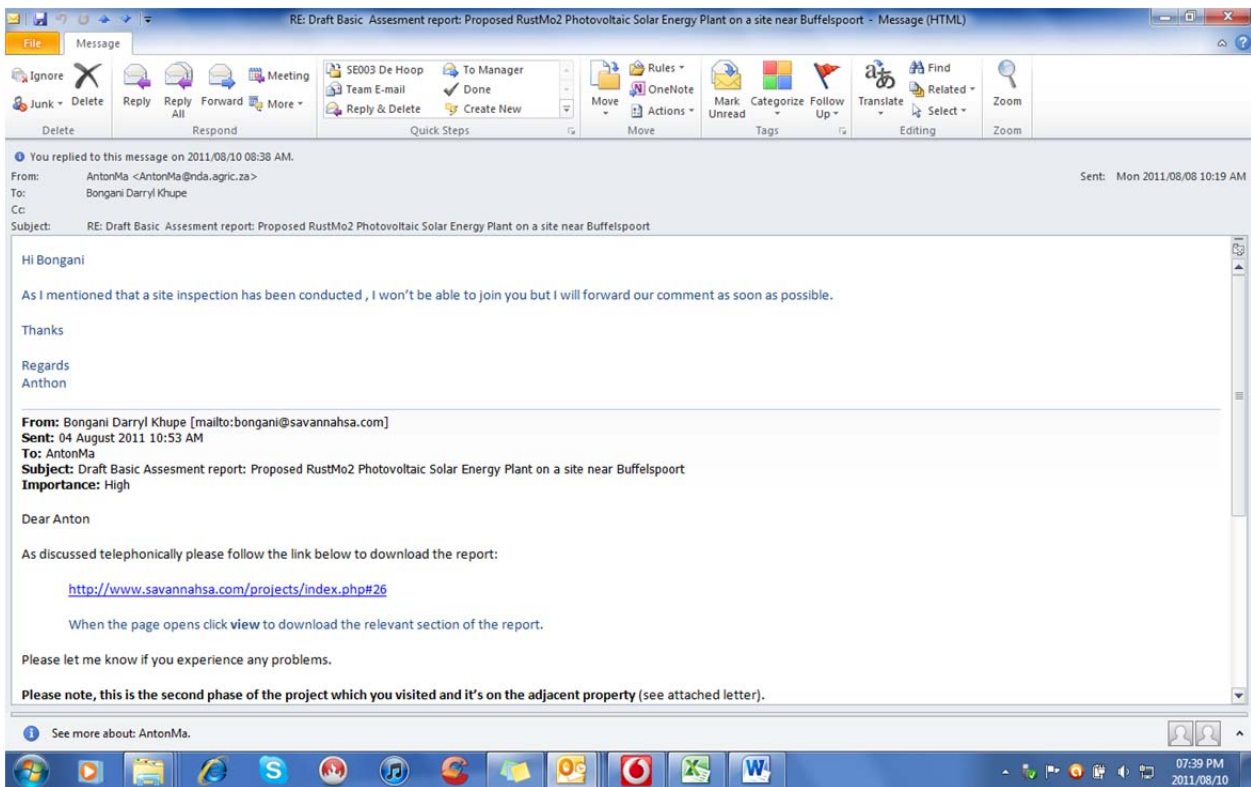 RE: Draft Basic Assesment report: Proposed RustMo2 Photovoltaic Solar Energy Plant on a site near Buffelspoort - Message (HTML)
File Message
Ignore
Junk
Delete
Reply
Reply All
Forward
Meeting
More
SE003 De Hoop
Team E-mail
Reply & Delete
To Manager
Done
Create New
Move
Rules
OneNote
Actions
Mark Unread
Categorize
Follow Up
Translate
Find
Related
Select
Zoom
Delete Respond Quick Steps Move Tags Editing Zoom
You replied to this message on 2011/08/10 08:38 AM.
From: AntonMa <AntonMa@nda.agric.za> Sent: Mon 2011/08/08 10:19 AM
To: Bongani Darryl Khupe
Cc:
Subject: RE: Draft Basic Assesment report: Proposed RustMo2 Photovoltaic Solar Energy Plant on a site near Buffelspoort
Hi Bongani
As I mentioned that a site inspection has been conducted , I won't be able to join you but I will forward our comment as soon as possible.
Thanks
Regards
Anthon
From: Bongani Darryl Khupe [mailto:bongani@savannahsa.com]
Sent: 04 August 2011 10:53 AM
To: AntonMa
Subject: Draft Basic Assesment report: Proposed RustMo2 Photovoltaic Solar Energy Plant on a site near Buffelspoort
Importance: High
Dear Anton
As discussed telephonically please follow the link below to download the report:
http://www.savannahsa.com/projects/index.php#26
When the page opens click view to download the relevant section of the report.
Please let me know if you experience any problems.
Please note, this is the second phase of the project which you visited and it's on the adjacent property (see attached letter).
See more about: AntonMa.
07:39 PM
2011/08/10